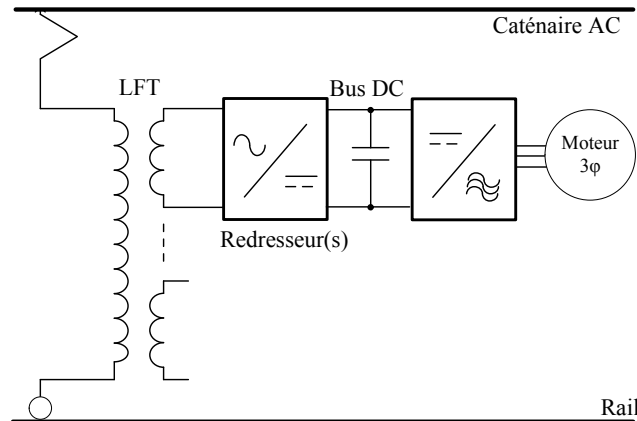 Caténaire AC
LFT
Bus DC
Moteur
3φ
Redresseur(s)
Rail